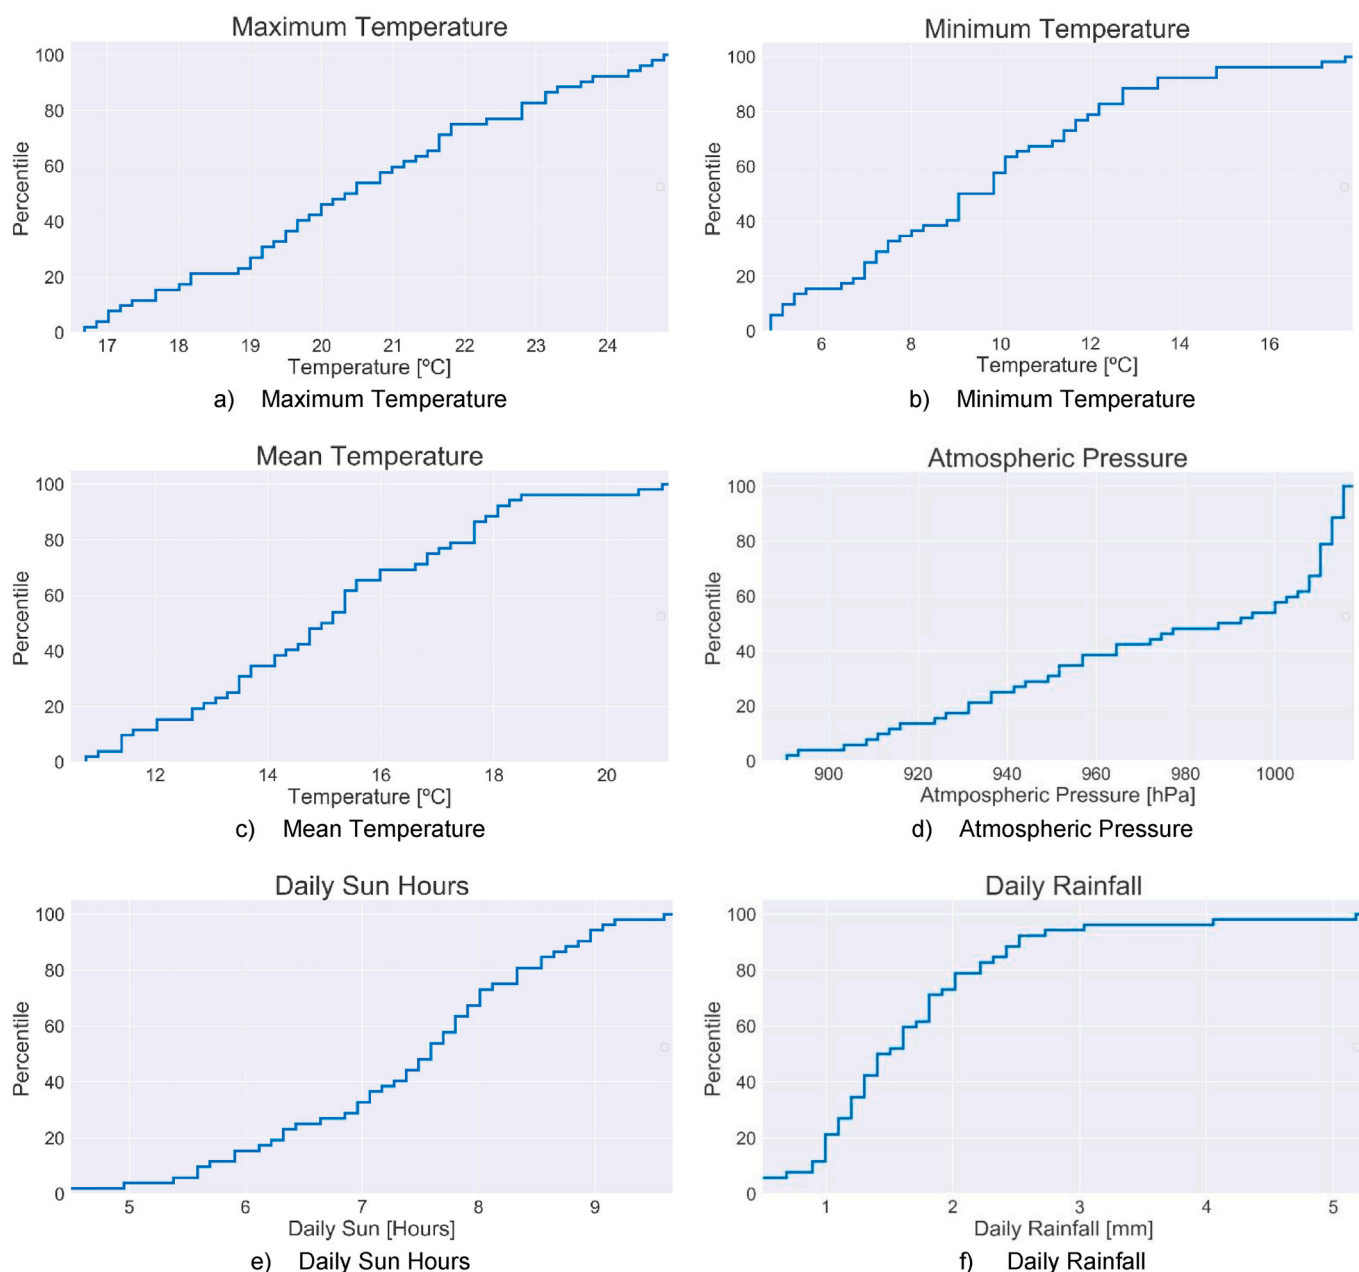 Maximum Temperature
Percentile
100
80
60
40
20
0
17 18 19 20 21 22 23 24
Temperature [ºC]
a) Maximum Temperature
Minimum Temperature
Percentile
100
80
60
40
20
0
6 8 10 12 14 16
Temperature [ºC]
b) Minimum Temperature
Mean Temperature
Percentile
100
80
60
40
20
0
12 14 16 18 20
Temperature [ºC]
c) Mean Temperature
Atmospheric Pressure
Percentile
100
80
60
40
20
0
900 920 940 960 980 1000
Atmpospheric Pressure [hPa]
d) Atmospheric Pressure
Daily Sun Hours
Percentile
100
80
60
40
20
0
5 6 7 8 9
Daily Sun [Hours]
e) Daily Sun Hours
Daily Rainfall
Percentile
100
80
60
40
20
0
1 2 3 4 5
Daily Rainfall [mm]
f) Daily Rainfall